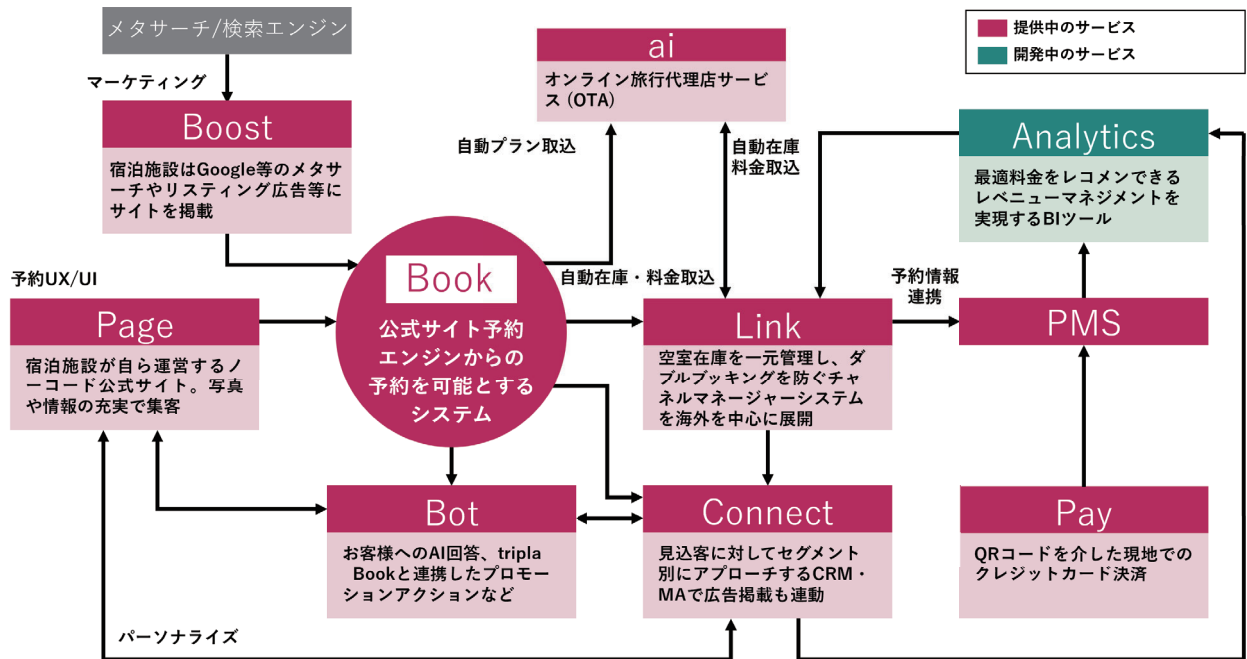 メタサーチ/検索エンジン
提供中のサービス
開発中のサービス
マーケティング
Boost
宿泊施設はGoogle等のメタサ
ーチやリスティング広告等に
サイトを掲載
ai
オンライン旅行代理店サービ
ス (OTA)
自動プラン取込
自動在庫
料金取込
Analytics
最適料金をレコメンできる
レベニューマネジメントを
実現するBIツール
予約UX/UI
Page
宿泊施設が自ら運営するノ
ーコード公式サイト。写真
や情報の充実で集客
Book
公式サイト予約
エンジンからの
予約を可能とする
システム
自動在庫・料金取込
Link
空室在庫を一元管理し、ダ
ブルブッキングを防ぐチャ
ネルマネージャーシステム
を海外を中心に展開
予約情報
連携
PMS
Bot
お客様へのAI回答、tripla
Bookと連携したプロモー
ションアクションなど
Connect
見込客に対してセグメント
別にアプローチするCRM・
MAで広告掲載も連動
Pay
QRコードを介した現地での
クレジットカード決済
パーソナライズ